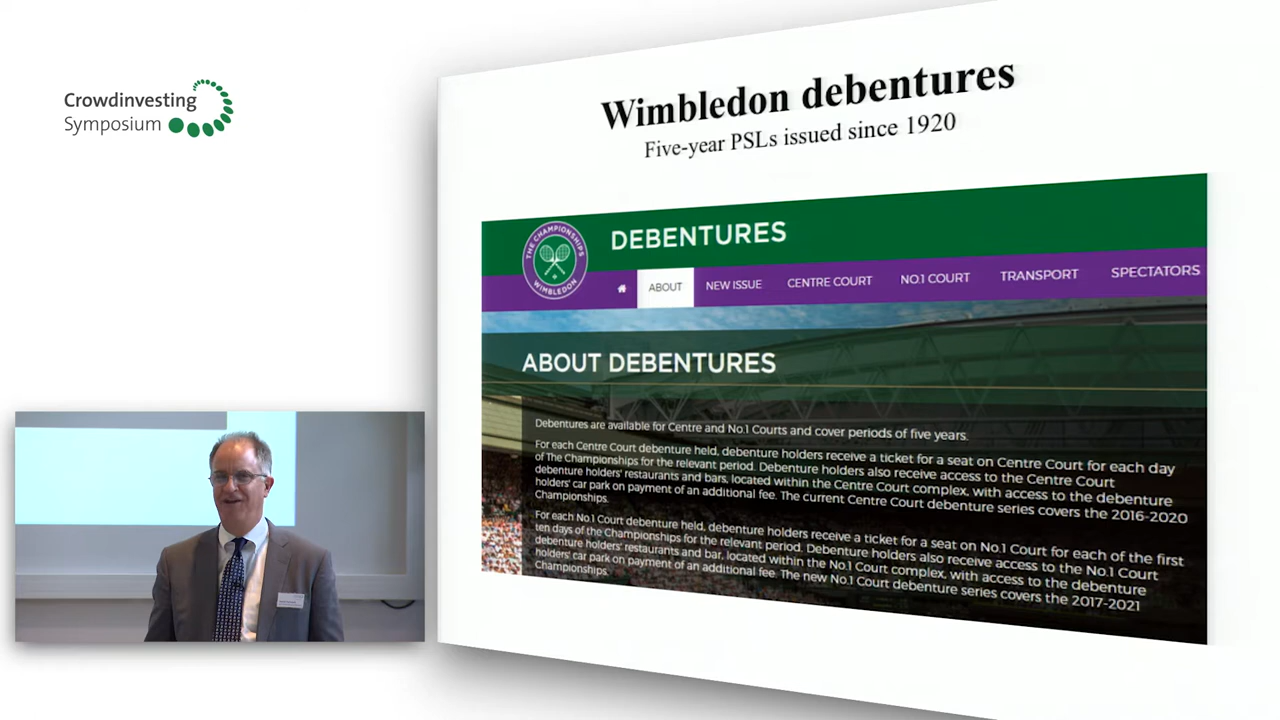 Crowdinvesting
Symposium
Wimbledon debentures
Five-year PSLs issued since 1920
THE CHAMPIONSHIPS
WIMBLEDON
DEBENTURES
ABOUT
NEW ISSUE
CENTRE COURT
NO.1 COURT
TRANSPORT
SPECTATORS
ABOUT DEBENTURES
Debentures are available for Centre and No.1 Courts and cover periods of five years.
For each Centre Court debenture held, debenture holders receive a ticket for a seat on Centre Court for each day
of The Championships for the relevant period. Debenture holders also receive access to the Centre Court
debenture holders' restaurants and bars, located within the Centre Court complex, with access to the debenture
holders' car park on payment of an additional fee. The current Centre Court debenture series covers the 2016-2020
Championships.
For each No.1 Court debenture held, debenture holders receive a ticket for a seat on No.1 Court for each of the first
ten days of the Championships for the relevant period. Debenture holders also receive access to the No.1 Court
debenture holders' restaurants and bar, located within the No.1 Court complex, with access to the debenture
holders' car park on payment of an additional fee. The new No.1 Court debenture series covers the 2017-2021
Championships.